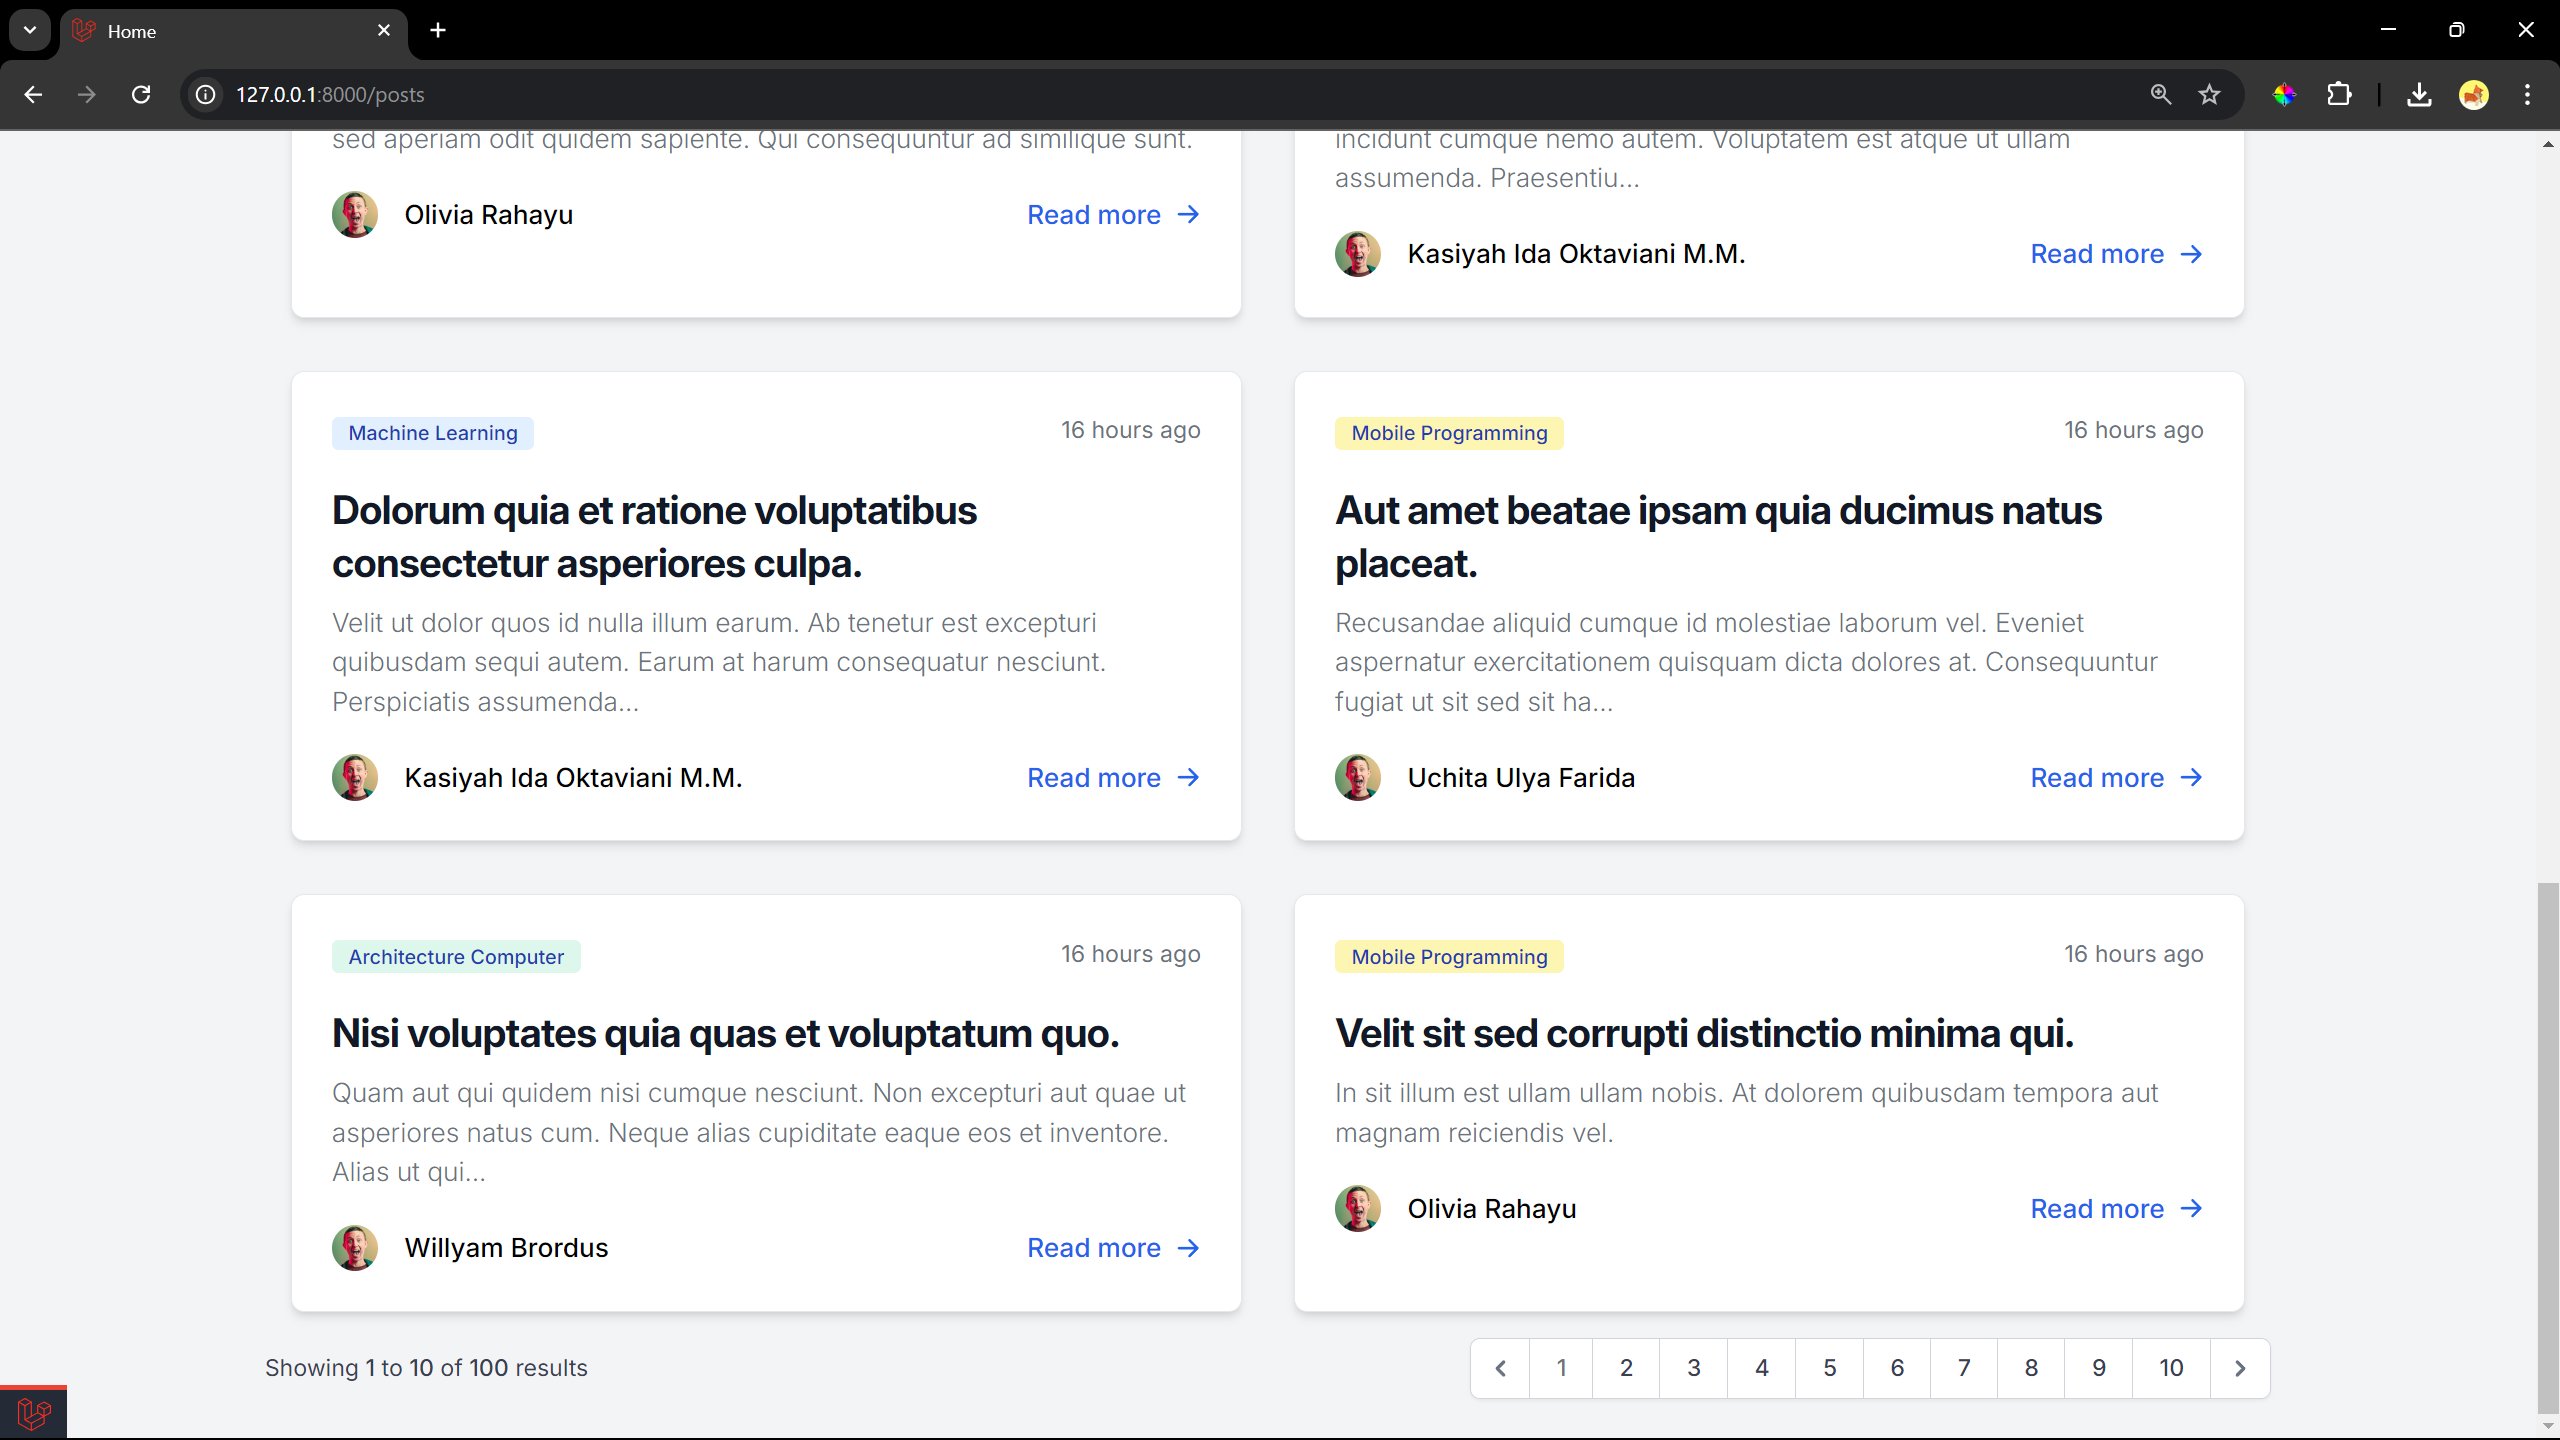 Home
127.0.0.1:8000/posts
sed aperiam odit quidem sapiente. Qui consequuntur ad similique sunt.
Olivia Rahayu
Read more
incidunt cumque nemo autem. Voluptatem est atque ut ullam
assumenda. Praesentiu...
Kasiyah Ida Oktaviani M.M.
Read more
Machine Learning
16 hours ago
Dolorum quia et ratione voluptatibus
consectetur asperiores culpa.
Velit ut dolor quos id nulla illum earum. Ab tenetur est excepturi
quibusdam sequi autem. Earum at harum consequatur nesciunt.
Perspiciatis assumenda...
Kasiyah Ida Oktaviani M.M.
Read more
Mobile Programming
16 hours ago
Aut amet beatae ipsam quia ducimus natus
placeat.
Recusandae aliquid cumque id molestiae laborum vel. Eveniet
aspernatur exercitationem quisquam dicta dolores at. Consequuntur
fugiat ut sit sed sit ha...
Uchita Ulya Farida
Read more
Architecture Computer
16 hours ago
Nisi voluptates quia quas et voluptatum quo.
Quam aut qui quidem nisi cumque nesciunt. Non excepturi aut quae ut
asperiores natus cum. Neque alias cupiditate eaque eos et inventore.
Alias ut qui...
Willyam Brordus
Read more
Mobile Programming
16 hours ago
Velit sit sed corrupti distinctio minima qui.
In sit illum est ullam ullam nobis. At dolorem quibusdam tempora aut
magnam reiciendis vel.
Olivia Rahayu
Read more
Showing 1 to 10 of 100 results
1 2 3 4 5 6 7 8 9 10